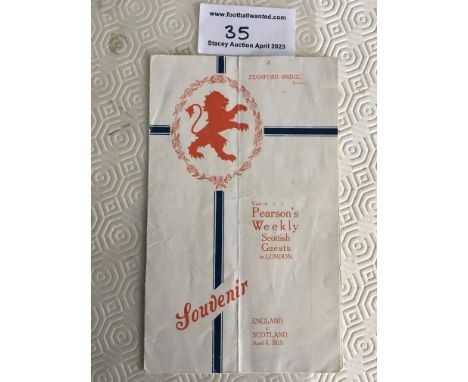 www.footballwanted.com
35
Stacey Auction April 2023
STAMFORD BRIDGE,
Visit of
Pearson's
Weekly
Scottish
Guests
to LONDON.
Souvenir
ENGLAND
v.
SCOTLAND.
April 5, 1913.